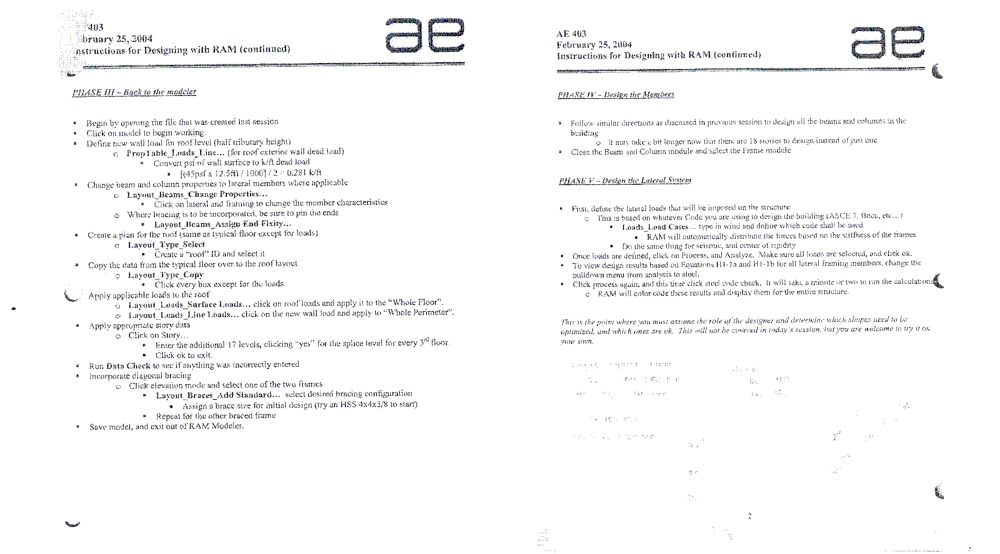 403
bruary 25, 2004
nstructions for Designing with RAM (continued)
ae
PHASE III – Back to the modeler
▪ Begin by opening the file that was created last session
▪ Click on model to begin working.
▪ Define new wall load for roof level (half tributary height)
o PropTable_Loads_Line… (for roof exterior wall dead load)
▪ Convert psf of wall surface to k/ft dead load
• [(45psf x 12.5ft) / 1000] / 2 = 0.281 k/ft
▪ Change beam and column properties to lateral members where applicable
o Layout_Beams_Change Properties…
▪ Click on lateral and framing to change the member characteristics
o Where bracing is to be incorporated, be sure to pin the ends
▪ Layout_Beams_Assign End Fixity…
▪ Create a plan for the roof (same as typical floor except for loads)
o Layout_Type_Select
▪ Create a “roof” ID and select it
▪ Copy the data from the typical floor over to the roof layout
o Layout_Type_Copy
▪ Click every box except for the loads
Apply applicable loads to the roof
o Layout_Loads_Surface Loads… click on roof loads and apply it to the “Whole Floor”.
o Layout_Loads_Line Loads… click on the new wall load and apply to “Whole Perimeter”.
▪ Apply appropriate story data
o Click on Story…
▪ Enter the additional 17 levels, clicking “yes” for the splice level for every 3rd floor.
▪ Click ok to exit.
▪ Run Data Check to see if anything was incorrectly entered
▪ Incorporate diagonal bracing
o Click elevation mode and select one of the two frames
▪ Layout_Braces_Add Standard… select desired bracing configuration
• Assign a brace size for initial design (try an HSS 4x4x3/8 to start)
▪ Repeat for the other braced frame
▪ Save model, and exit out of RAM Modeler.
AE 403
February 25, 2004
Instructions for Designing with RAM (continued)
ae
PHASE IV – Design the Members
▪ Follow similar directions as discussed in previous session to design all the beams and columns in the
building
o It may take a bit longer now that there are 18 stories to design instead of just one
▪ Close the Beam and Column module and select the Frame module
PHASE V – Design the Lateral System
▪ First, define the lateral loads that will be imposed on the structure
o This is based on whatever Code you are using to design the building (ASCE 7, Boca, etc…)
▪ Loads_Load Cases… type in wind and define which code shall be used
• RAM will automatically distribute the forces based on the stiffness of the frames
▪ Do the same thing for seismic, and center of rigidity
▪ Once loads are defined, click on Process, and Analyze. Make sure all loads are selected, and click ok.
▪ To view design results based on Equations H1-1a and H1-1b for all lateral framing members, change the
pulldown menu from analysis to steel.
▪ Click process again, and this time click steel code check. It will take a minute or two to run the calculations
o RAM will color code these results and display them for the entire structure.
This is the point where you must assume the role of the designer and determine which shapes need to be
optimized, and which ones are ok. This will not be covered in today’s session, but you are welcome to try it on
your own.
2